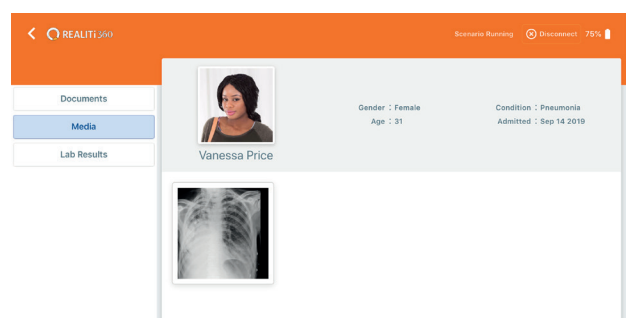 REALITi 360
Scenario Running Disconnect 75%
Documents
Media
Lab Results
Gender : Female
Age : 31
Condition : Pneumonia
Admitted : Sep 14 2019
Vanessa Price